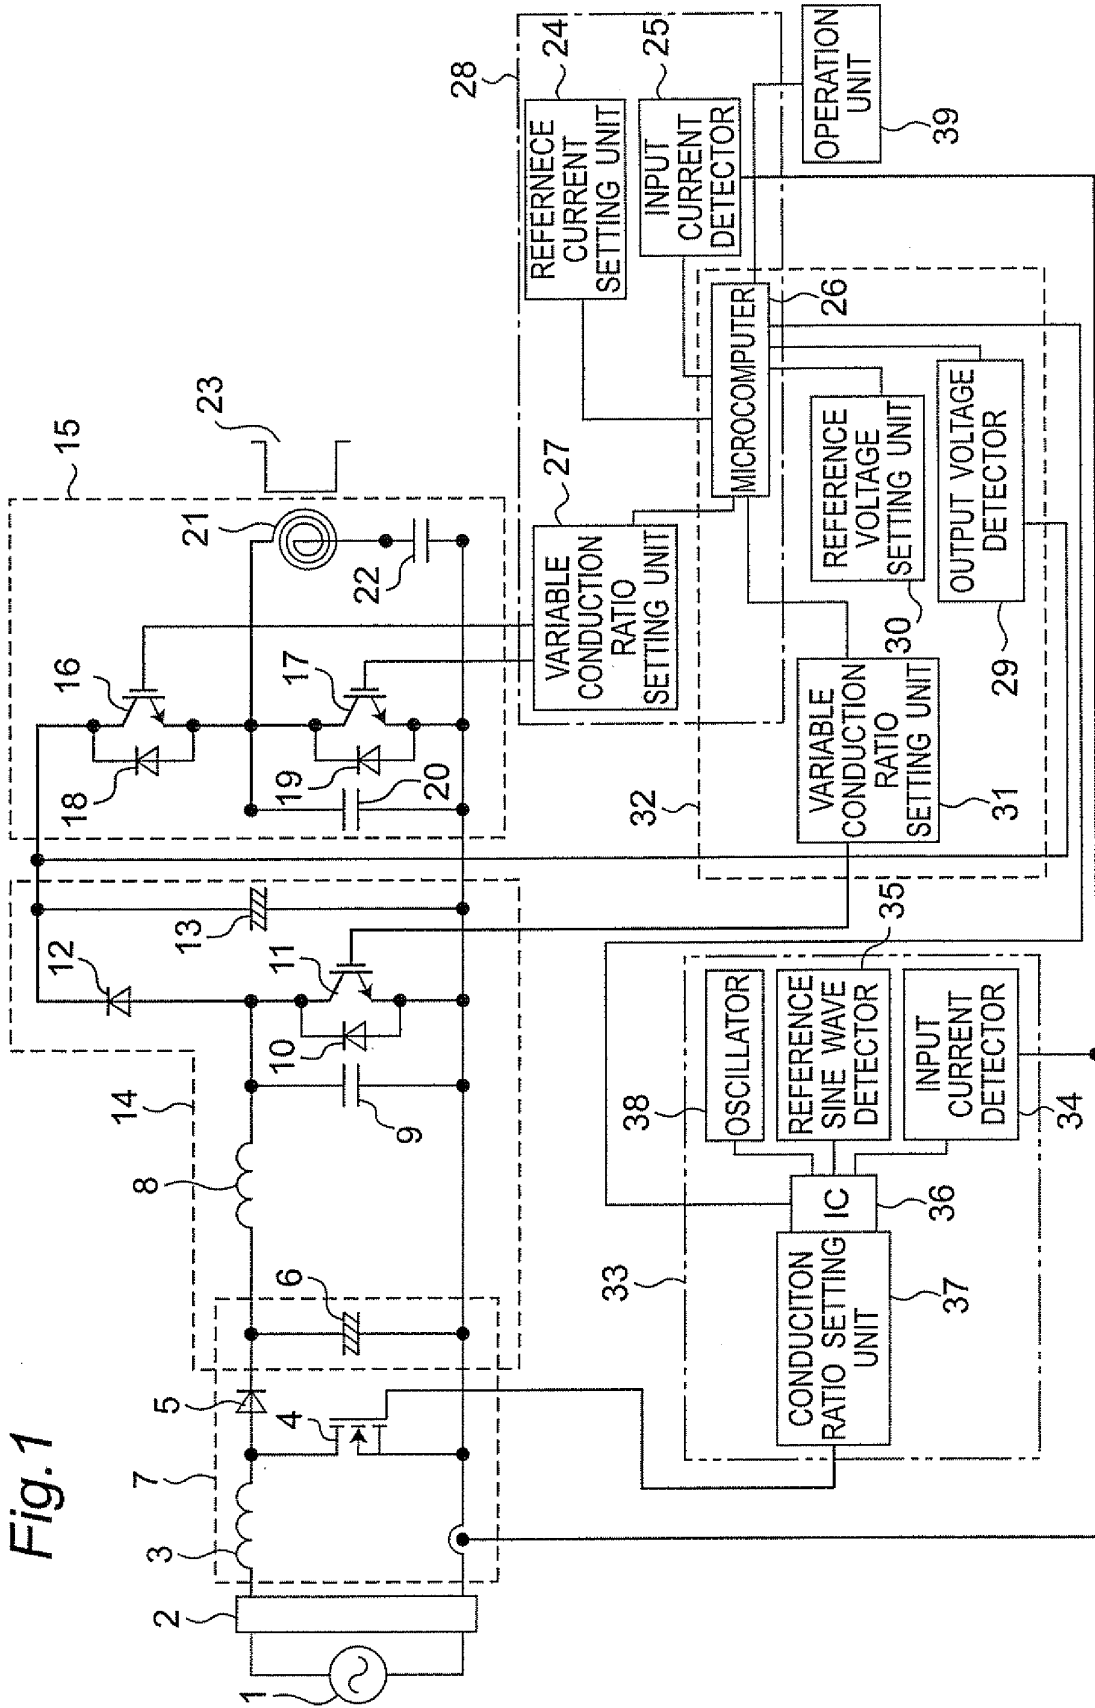 Fig.1
1
2
3
4
5
6
7
8
9
10
11
12
13
14
15
16
17
18
19
20
21
22
23
28
REFERNECE
CURRENT
SETTING UNIT
24
INPUT
CURRENT
DETECTOR
25
OPERATION
UNIT
39
VARIABLE
CONDUCTION
RATIO
SETTING UNIT
27
MICROCOMPUTER
26
REFERENCE
VOLTAGE
SETTING UNIT
30
OUTPUT VOLTAGE
DETECTOR
29
VARIABLE
CONDUCTION
RATIO
SETTING UNIT
31
32
33
OSCILLATOR
38
REFERENCE
SINE WAVE
DETECTOR
35
INPUT
CURRENT
DETECTOR
34
IC
36
CONDUCITON
RATIO SETTING
UNIT
37